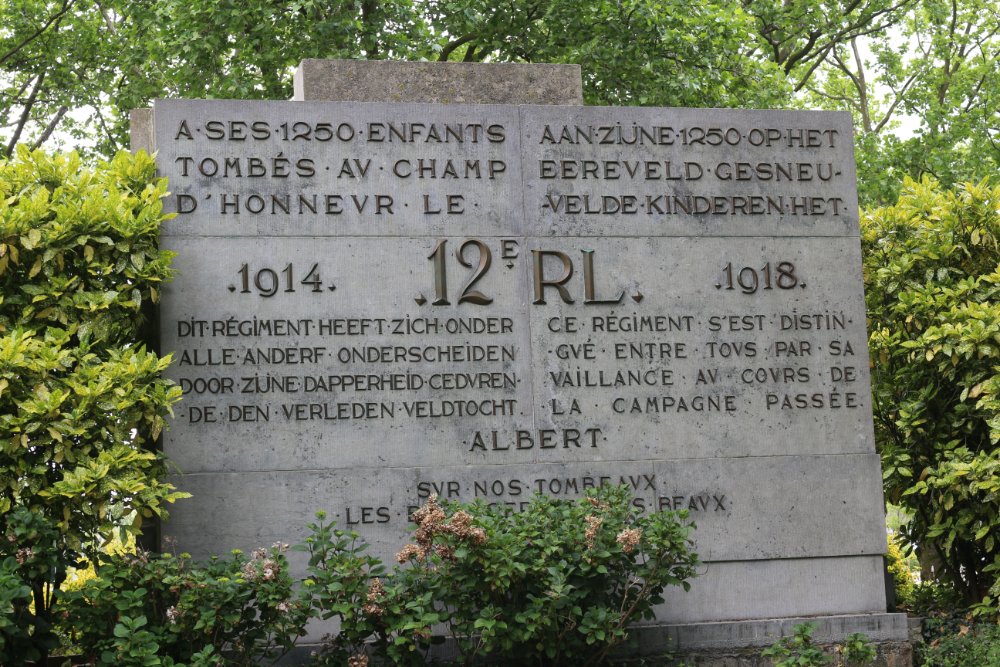 A·SES·1250·ENFANTS
TOMBÉS·AV·CHAMP
D'HONNEVR·LE
AAN·ZIJNE·1250·OP·HET
EEREVELD·GESNEU-
-VELDE·KINDEREN·HET
12E RL.
.1914.
.1918.
DIT·RÉGIMENT·HEEFT·ZICH·ONDER
ALLE·ANDERF·ONDERSCHEIDEN
DOOR·ZIJNE·DAPPERHEID·GEDVREN-
-DE·DEN·VERLEDEN·VELDTOCHT
CE·RÉGIMENT·S'EST·DISTIN-
-GVÉ·ENTRE·TOVS·PAR·SA
VAILLANCE·AV·COVRS·DE
LA·CAMPAGNE·PASSÉE
·ALBERT·
SVR·NOS·TOMBEAVX
LES BEAVX